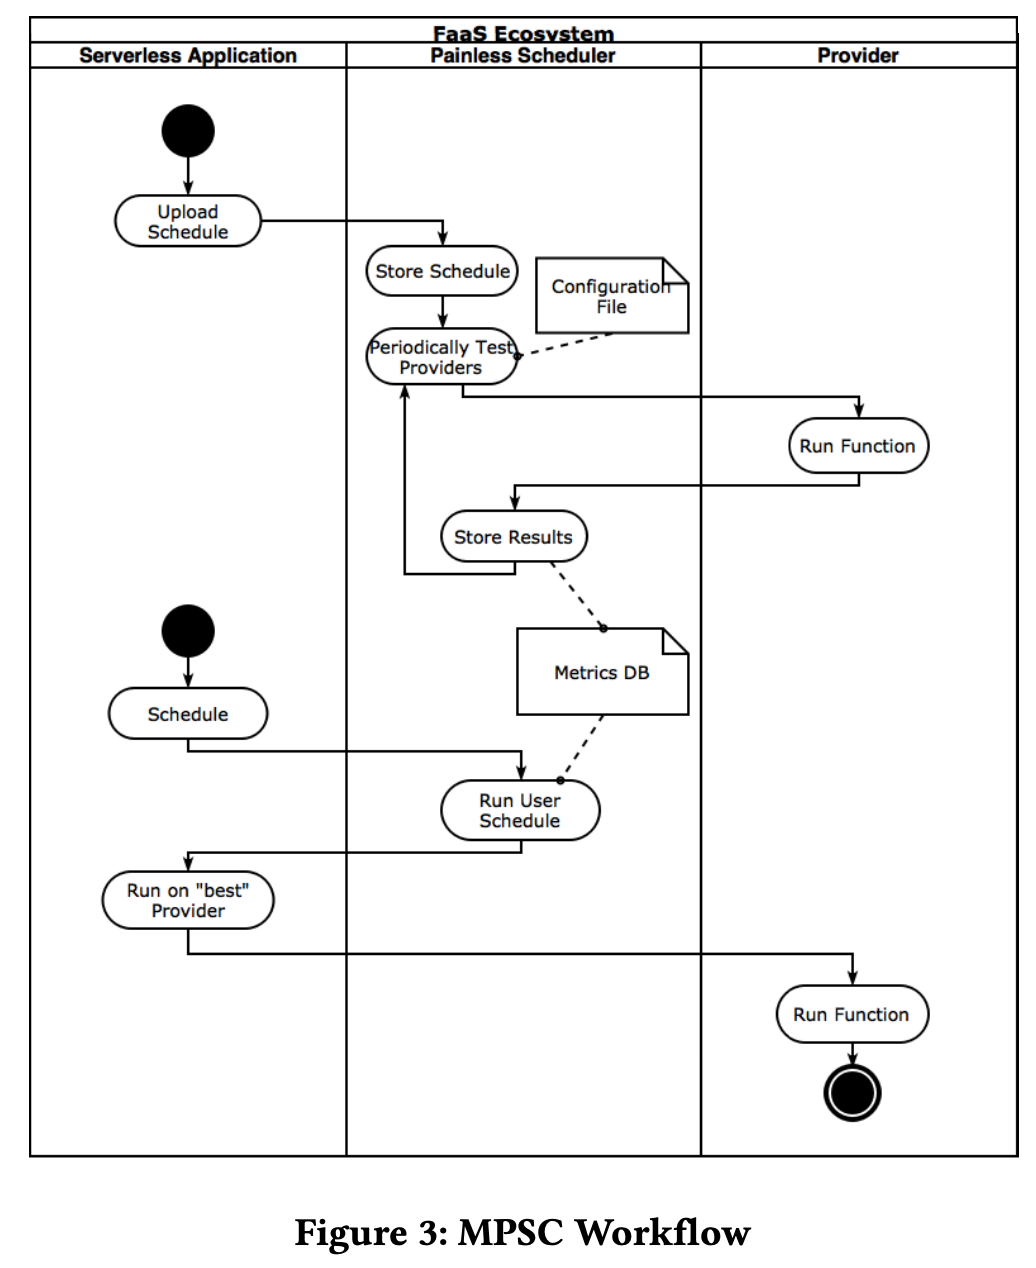 FaaS Ecosystem
Serverless Application
Painless Scheduler
Provider
Upload
Schedule
Store Schedule
Configuration
File
Periodically Test
Providers
Run Function
Store Results
Metrics DB
Schedule
Run User
Schedule
Run on "best"
Provider
Run Function
Figure 3: MPSC Workflow